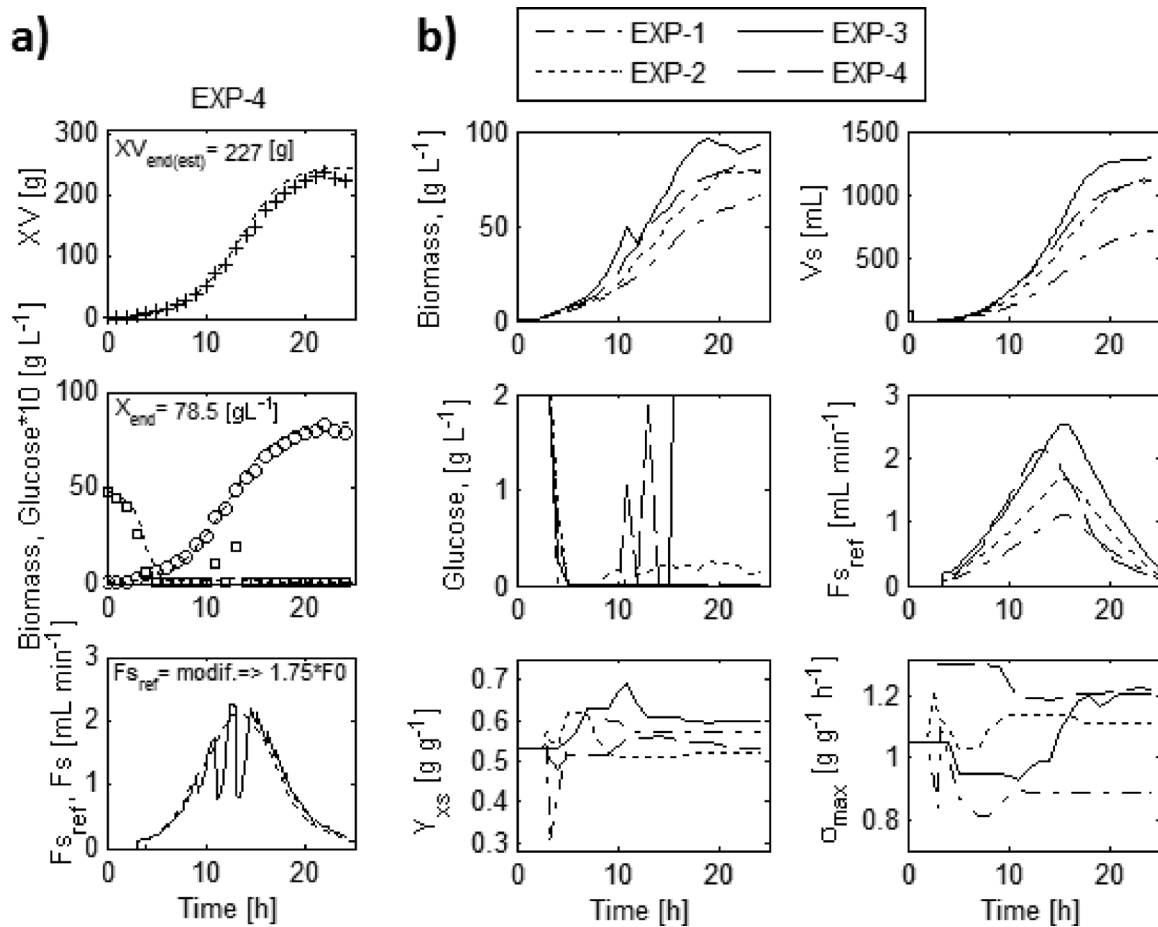 a)
EXP-4
300
200
100
0
XV [g]
XVend(est)= 227 [g]
0 10 20
100
50
0
Biomass, Glucose*10 [g L-1]
Xend= 78.5 [gL-1]
0 10 20
3
2
1
0
Fsref, Fs [mL min-1]
Fsref= modif.=> 1.75*F0
0 10 20
Time [h]
b)
EXP-1
EXP-3
EXP-2
EXP-4
100
50
0
Biomass, [g L-1]
0 10 20
1500
1000
500
0
Vs [mL]
0 10 20
2
1
0
Glucose, [g L-1]
0 10 20
3
2
1
0
Fsref [mL min-1]
0 10 20
0.7
0.6
0.5
0.4
0.3
Yxs [g g-1]
0 10 20
Time [h]
1.2
1
0.8
σmax [g g-1 h-1]
0 10 20
Time [h]